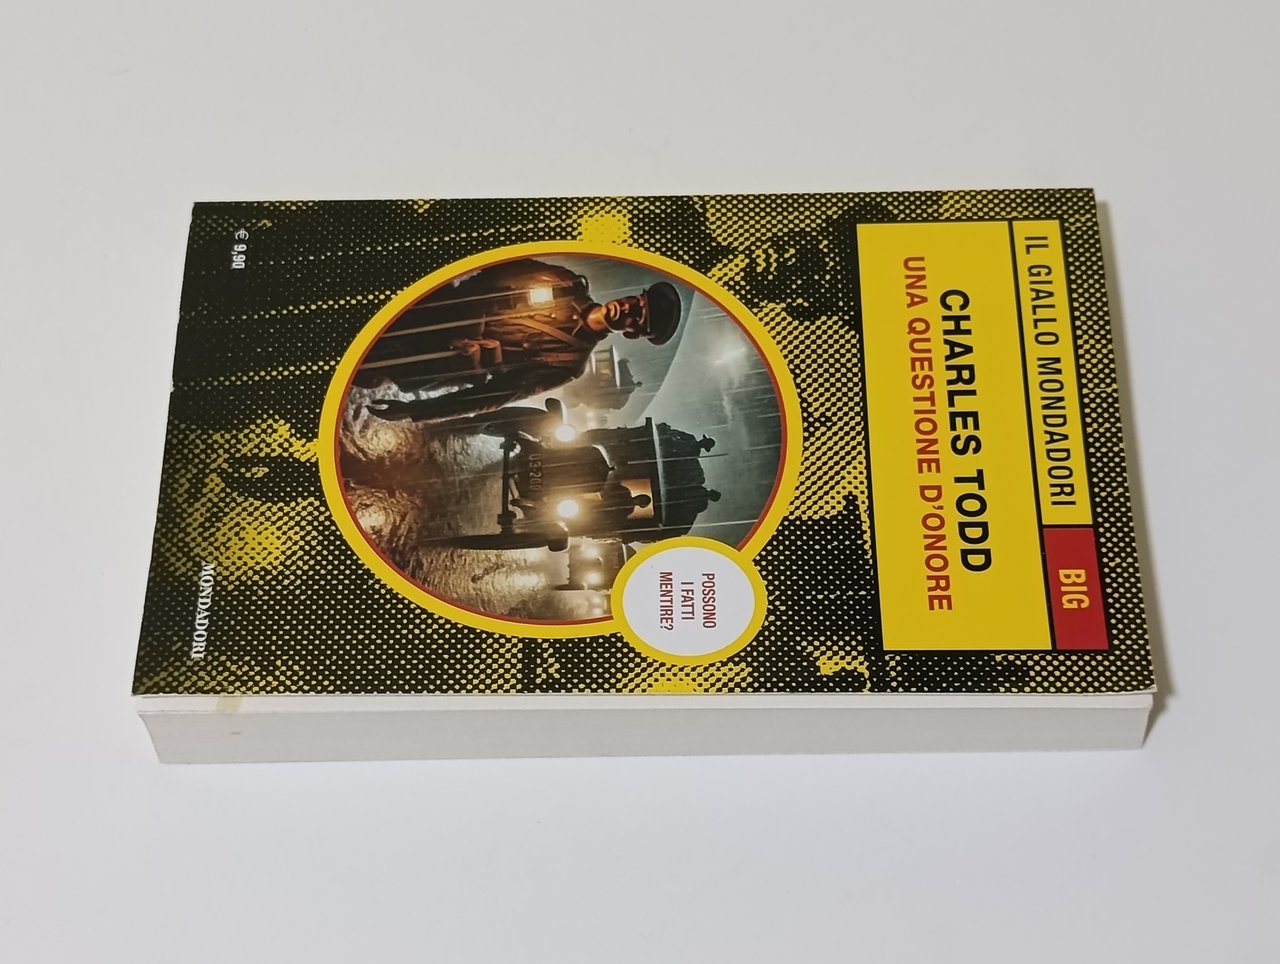 IL GIALLO MONDADORI
BIG
CHARLES TODD
UNA QUESTIONE D'ONORE
POSSONO
I FATTI
MENTIRE?
€ 9,90
MONDADORI